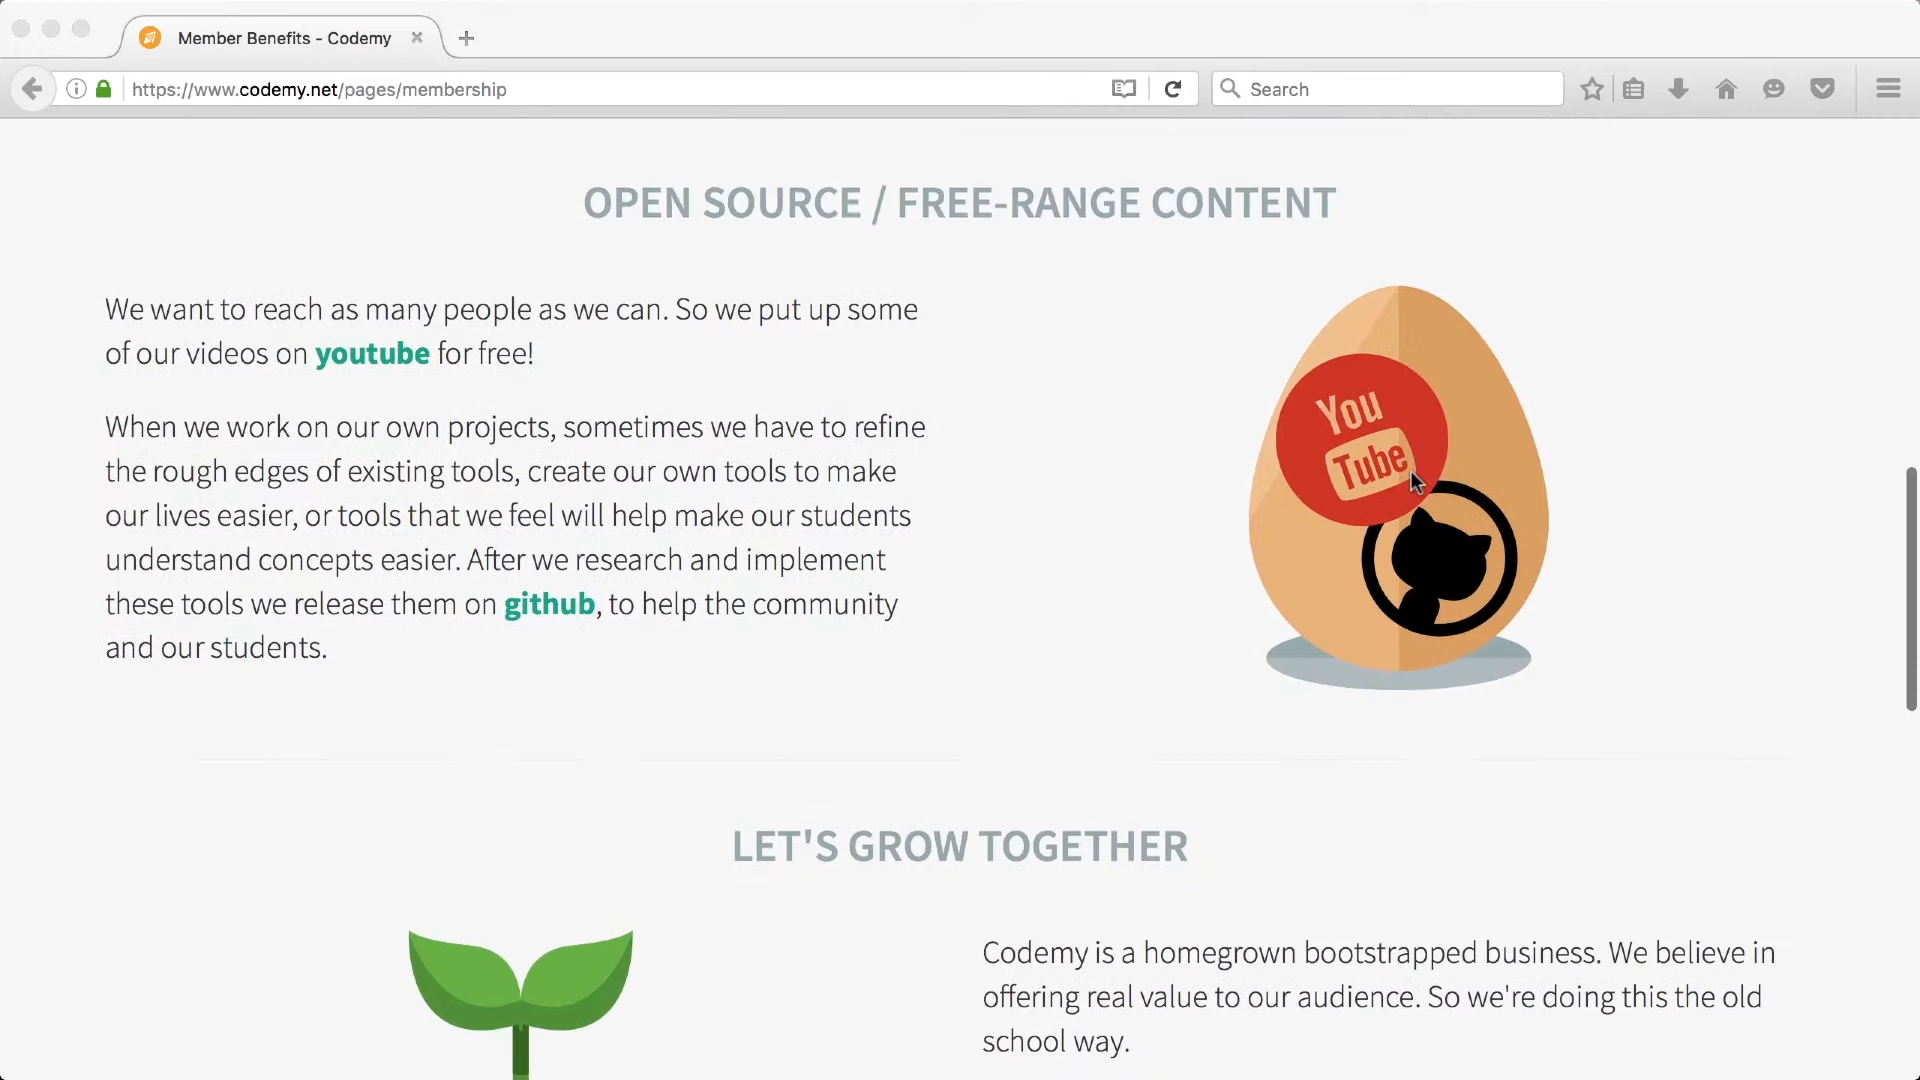 Member Benefits - Codemy
https://www.codemy.net/pages/membership
Search
OPEN SOURCE / FREE-RANGE CONTENT
We want to reach as many people as we can. So we put up some
of our videos on youtube for free!
When we work on our own projects, sometimes we have to refine
the rough edges of existing tools, create our own tools to make
our lives easier, or tools that we feel will help make our students
understand concepts easier. After we research and implement
these tools we release them on github, to help the community
and our students.
You
Tube
LET'S GROW TOGETHER
Codemy is a homegrown bootstrapped business. We believe in
offering real value to our audience. So we're doing this the old
school way.